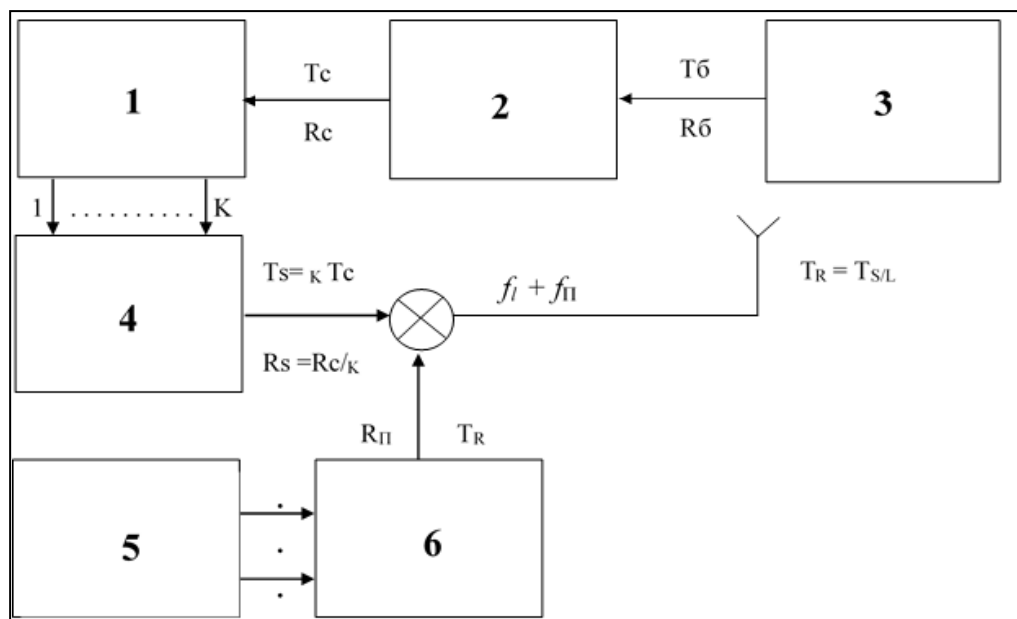 1
Tc
Rc
2
Тб
Rб
3
1 . . . . . . . . . . K
4
Ts= K Tc
Rs =Rc/K
fl + fП
TR = TS/L
RП TR
5
.
.
.
6